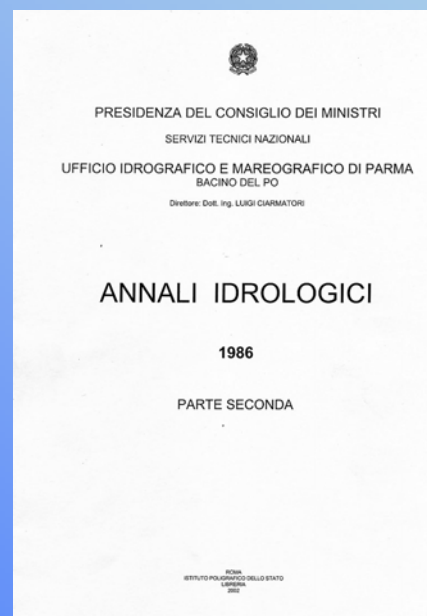 PRESIDENZA DEL CONSIGLIO DEI MINISTRI
SERVIZI TECNICI NAZIONALI
UFFICIO IDROGRAFICO E MAREOGRAFICO DI PARMA
BACINO DEL PO
Direttore: Dott. Ing. LUIGI CIARMATORI
ANNALI IDROLOGICI
1986
PARTE SECONDA
ROMA
ISTITUTO POLIGRAFICO DELLO STATO
LIBRERIA
2002